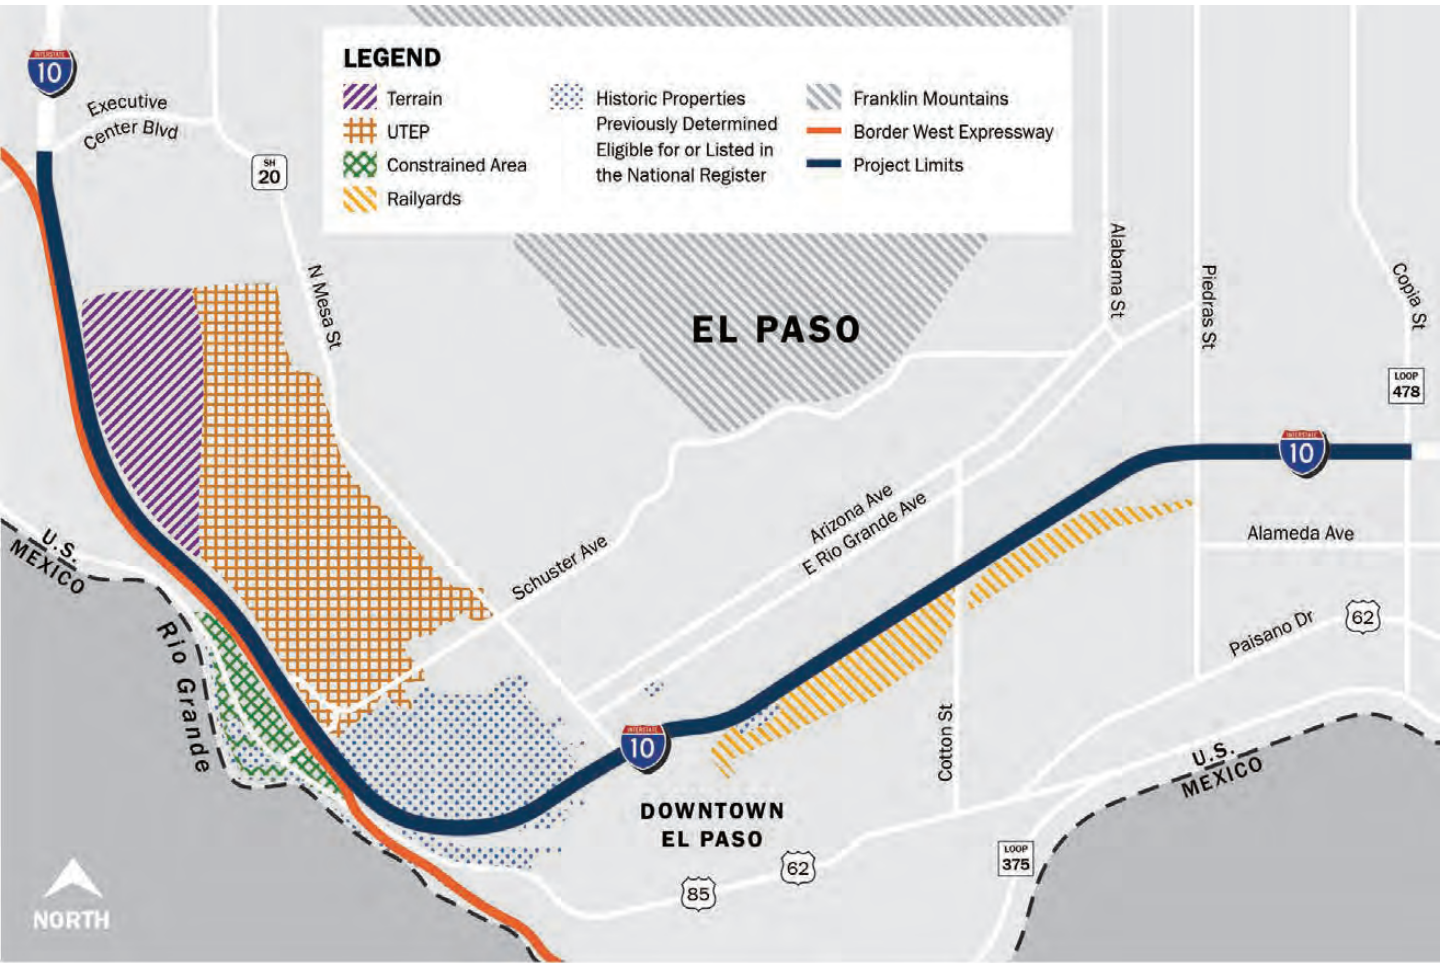 INTERSTATE
10
Executive
Center Blvd
SH
20
LEGEND
Terrain
UTEP
Constrained Area
Railyards
Historic Properties
Previously Determined
Eligible for or Listed in
the National Register
Franklin Mountains
Border West Expressway
Project Limits
N Mesa St
EL PASO
Alabama St
Piedras St
Copia St
LOOP
478
INTERSTATE
10
Arizona Ave
E Rio Grande Ave
Schuster Ave
Alameda Ave
Paisano Dr
62
U.S.
MEXICO
Rio Grande
INTERSTATE
10
Cotton St
U.S.
MEXICO
DOWNTOWN
EL PASO
LOOP
375
62
85
NORTH